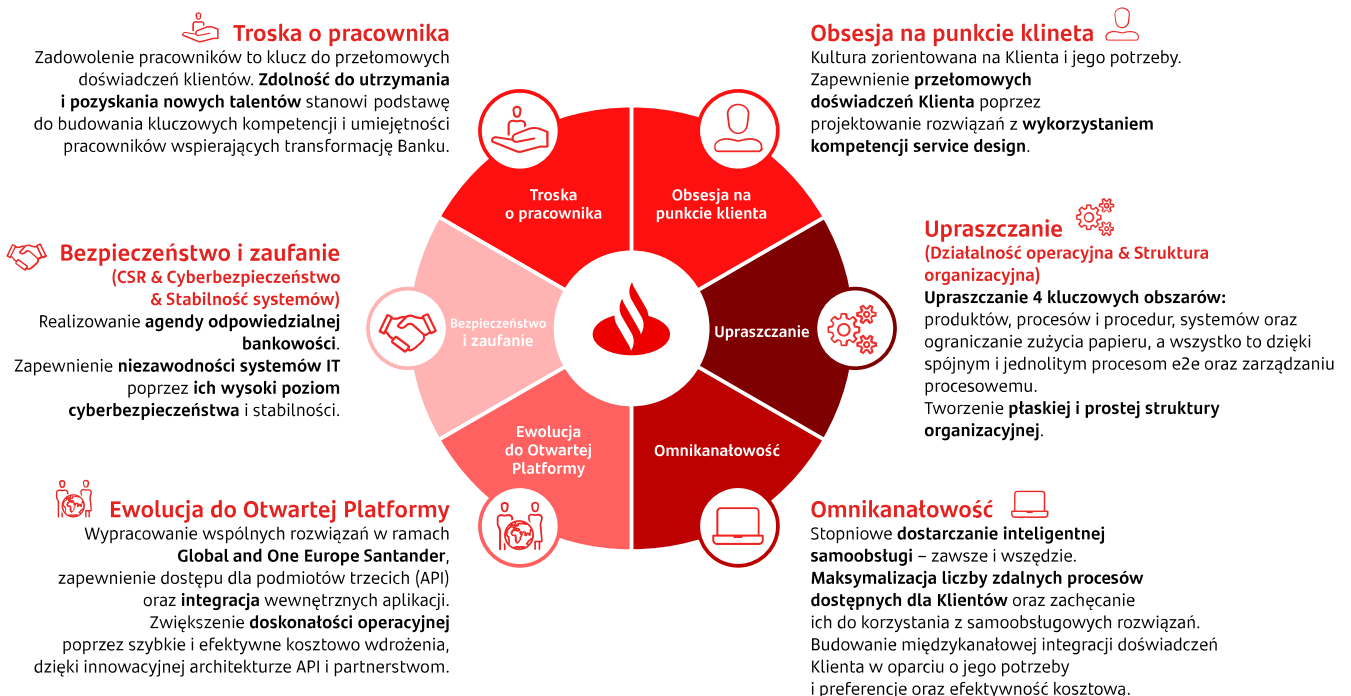 Troska o pracownika
Zadowolenie pracowników to klucz do przełomowych
doświadczeń klientów. Zdolność do utrzymania
i pozyskania nowych talentów stanowi podstawę
do budowania kluczowych kompetencji i umiejętności
pracowników wspierających transformację Banku.
Obsesja na punkcie klineta
Kultura zorientowana na Klienta i jego potrzeby.
Zapewnienie przełomowych
doświadczeń Klienta poprzez
projektowanie rozwiązań z wykorzystaniem
kompetencji service design.
Troska
o pracownika
Obsesja na
punkcie klienta
Bezpieczeństwo i zaufanie
(CSR & Cyberbezpieczeństwo
& Stabilność systemów)
Realizowanie agendy odpowiedzialnej
bankowości.
Zapewnienie niezawodności systemów IT
poprzez ich wysoki poziom
cyberbezpieczeństwa i stabilności.
Bezpieczeństwo
i zaufanie
Upraszczanie
Upraszczanie
(Działalność operacyjna & Struktura
organizacyjna)
Upraszczanie 4 kluczowych obszarów:
produktów, procesów i procedur, systemów oraz
ograniczanie zużycia papieru, a wszystko to dzięki
spójnym i jednolitym procesom e2e oraz zarządzaniu
procesowemu.
Tworzenie płaskiej i prostej struktury
organizacyjnej.
Ewolucja
do Otwartej
Platformy
Omnikanałowość
Ewolucja do Otwartej Platformy
Wypracowanie wspólnych rozwiązań w ramach
Global and One Europe Santander,
zapewnienie dostępu dla podmiotów trzecich (API)
oraz integracja wewnętrznych aplikacji.
Zwiększenie doskonałości operacyjnej
poprzez szybkie i efektywne kosztowo wdrożenia,
dzięki innowacyjnej architekturze API i partnerstwom.
Omnikanałowość
Stopniowe dostarczanie inteligentnej
samoobsługi – zawsze i wszędzie.
Maksymalizacja liczby zdalnych procesów
dostępnych dla Klientów oraz zachęcanie
ich do korzystania z samoobsługowych rozwiązań.
Budowanie międzykanałowej integracji doświadczeń
Klienta w oparciu o jego potrzeby
i preferencje oraz efektywność kosztową.